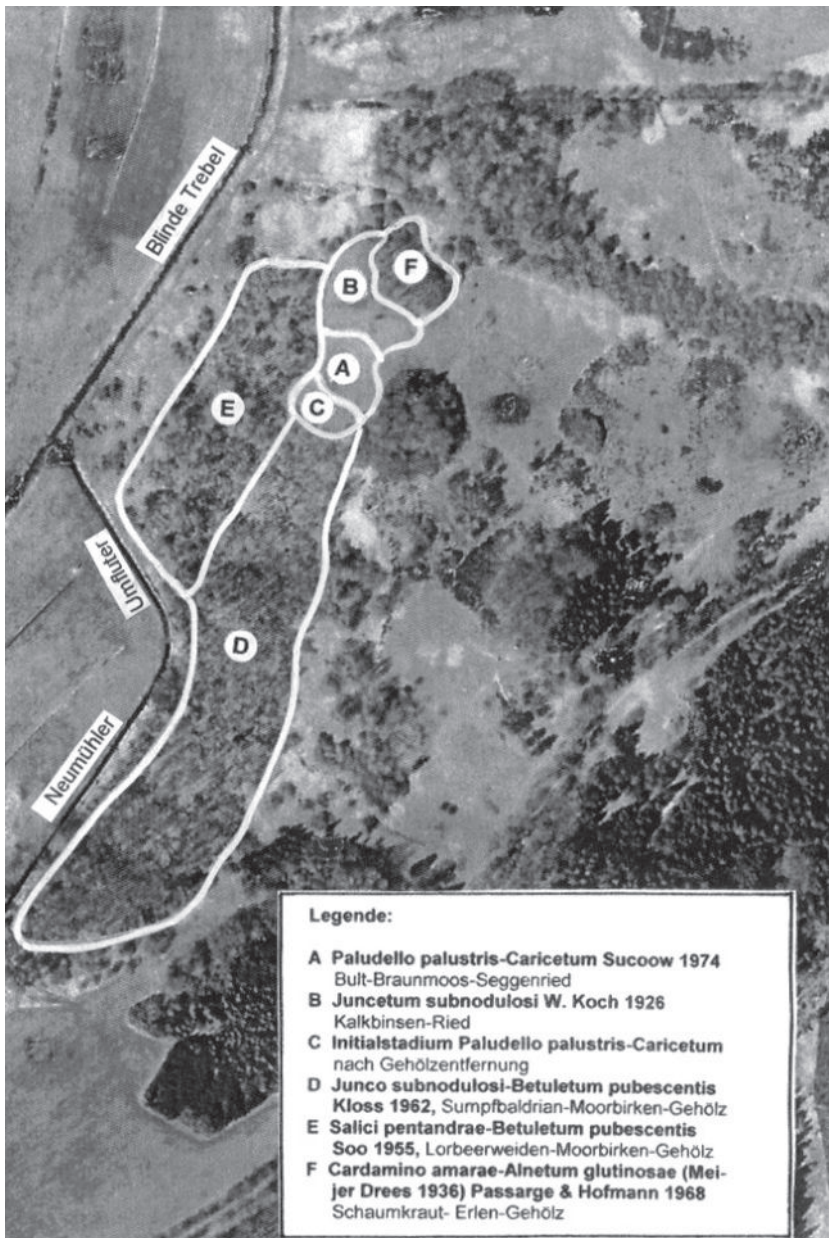 Blinde Trebel
B
F
A
E
C
Umfluter
D
Neumühler
Legende:
A Paludello palustris-Caricetum Sucoow 1974
Bult-Braunmoos-Seggenried
B Juncetum subnodulosi W. Koch 1926
Kalkbinsen-Ried
C Initialstadium Paludello palustris-Caricetum
nach Gehölzentfernung
D Junco subnodulosi-Betuletum pubescentis
Kloss 1962, Sumpfbaldrian-Moorbirken-Gehölz
E Salici pentandrae-Betuletum pubescentis
Soo 1955, Lorbeerweiden-Moorbirken-Gehölz
F Cardamino amarae-Alnetum glutinosae (Mei-
jer Drees 1936) Passarge & Hofmann 1968
Schaumkraut- Erlen-Gehölz